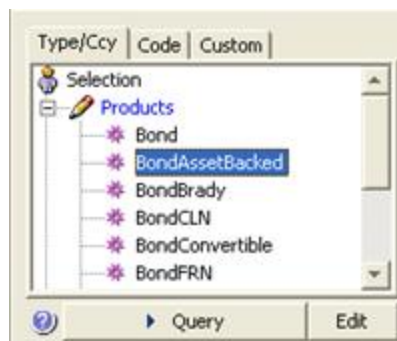 Type/Ccy Code Custom
Selection
Products
Bond
BondAssetBacked
BondBrady
BondCLN
BondConvertible
BondFRN
? Query Edit